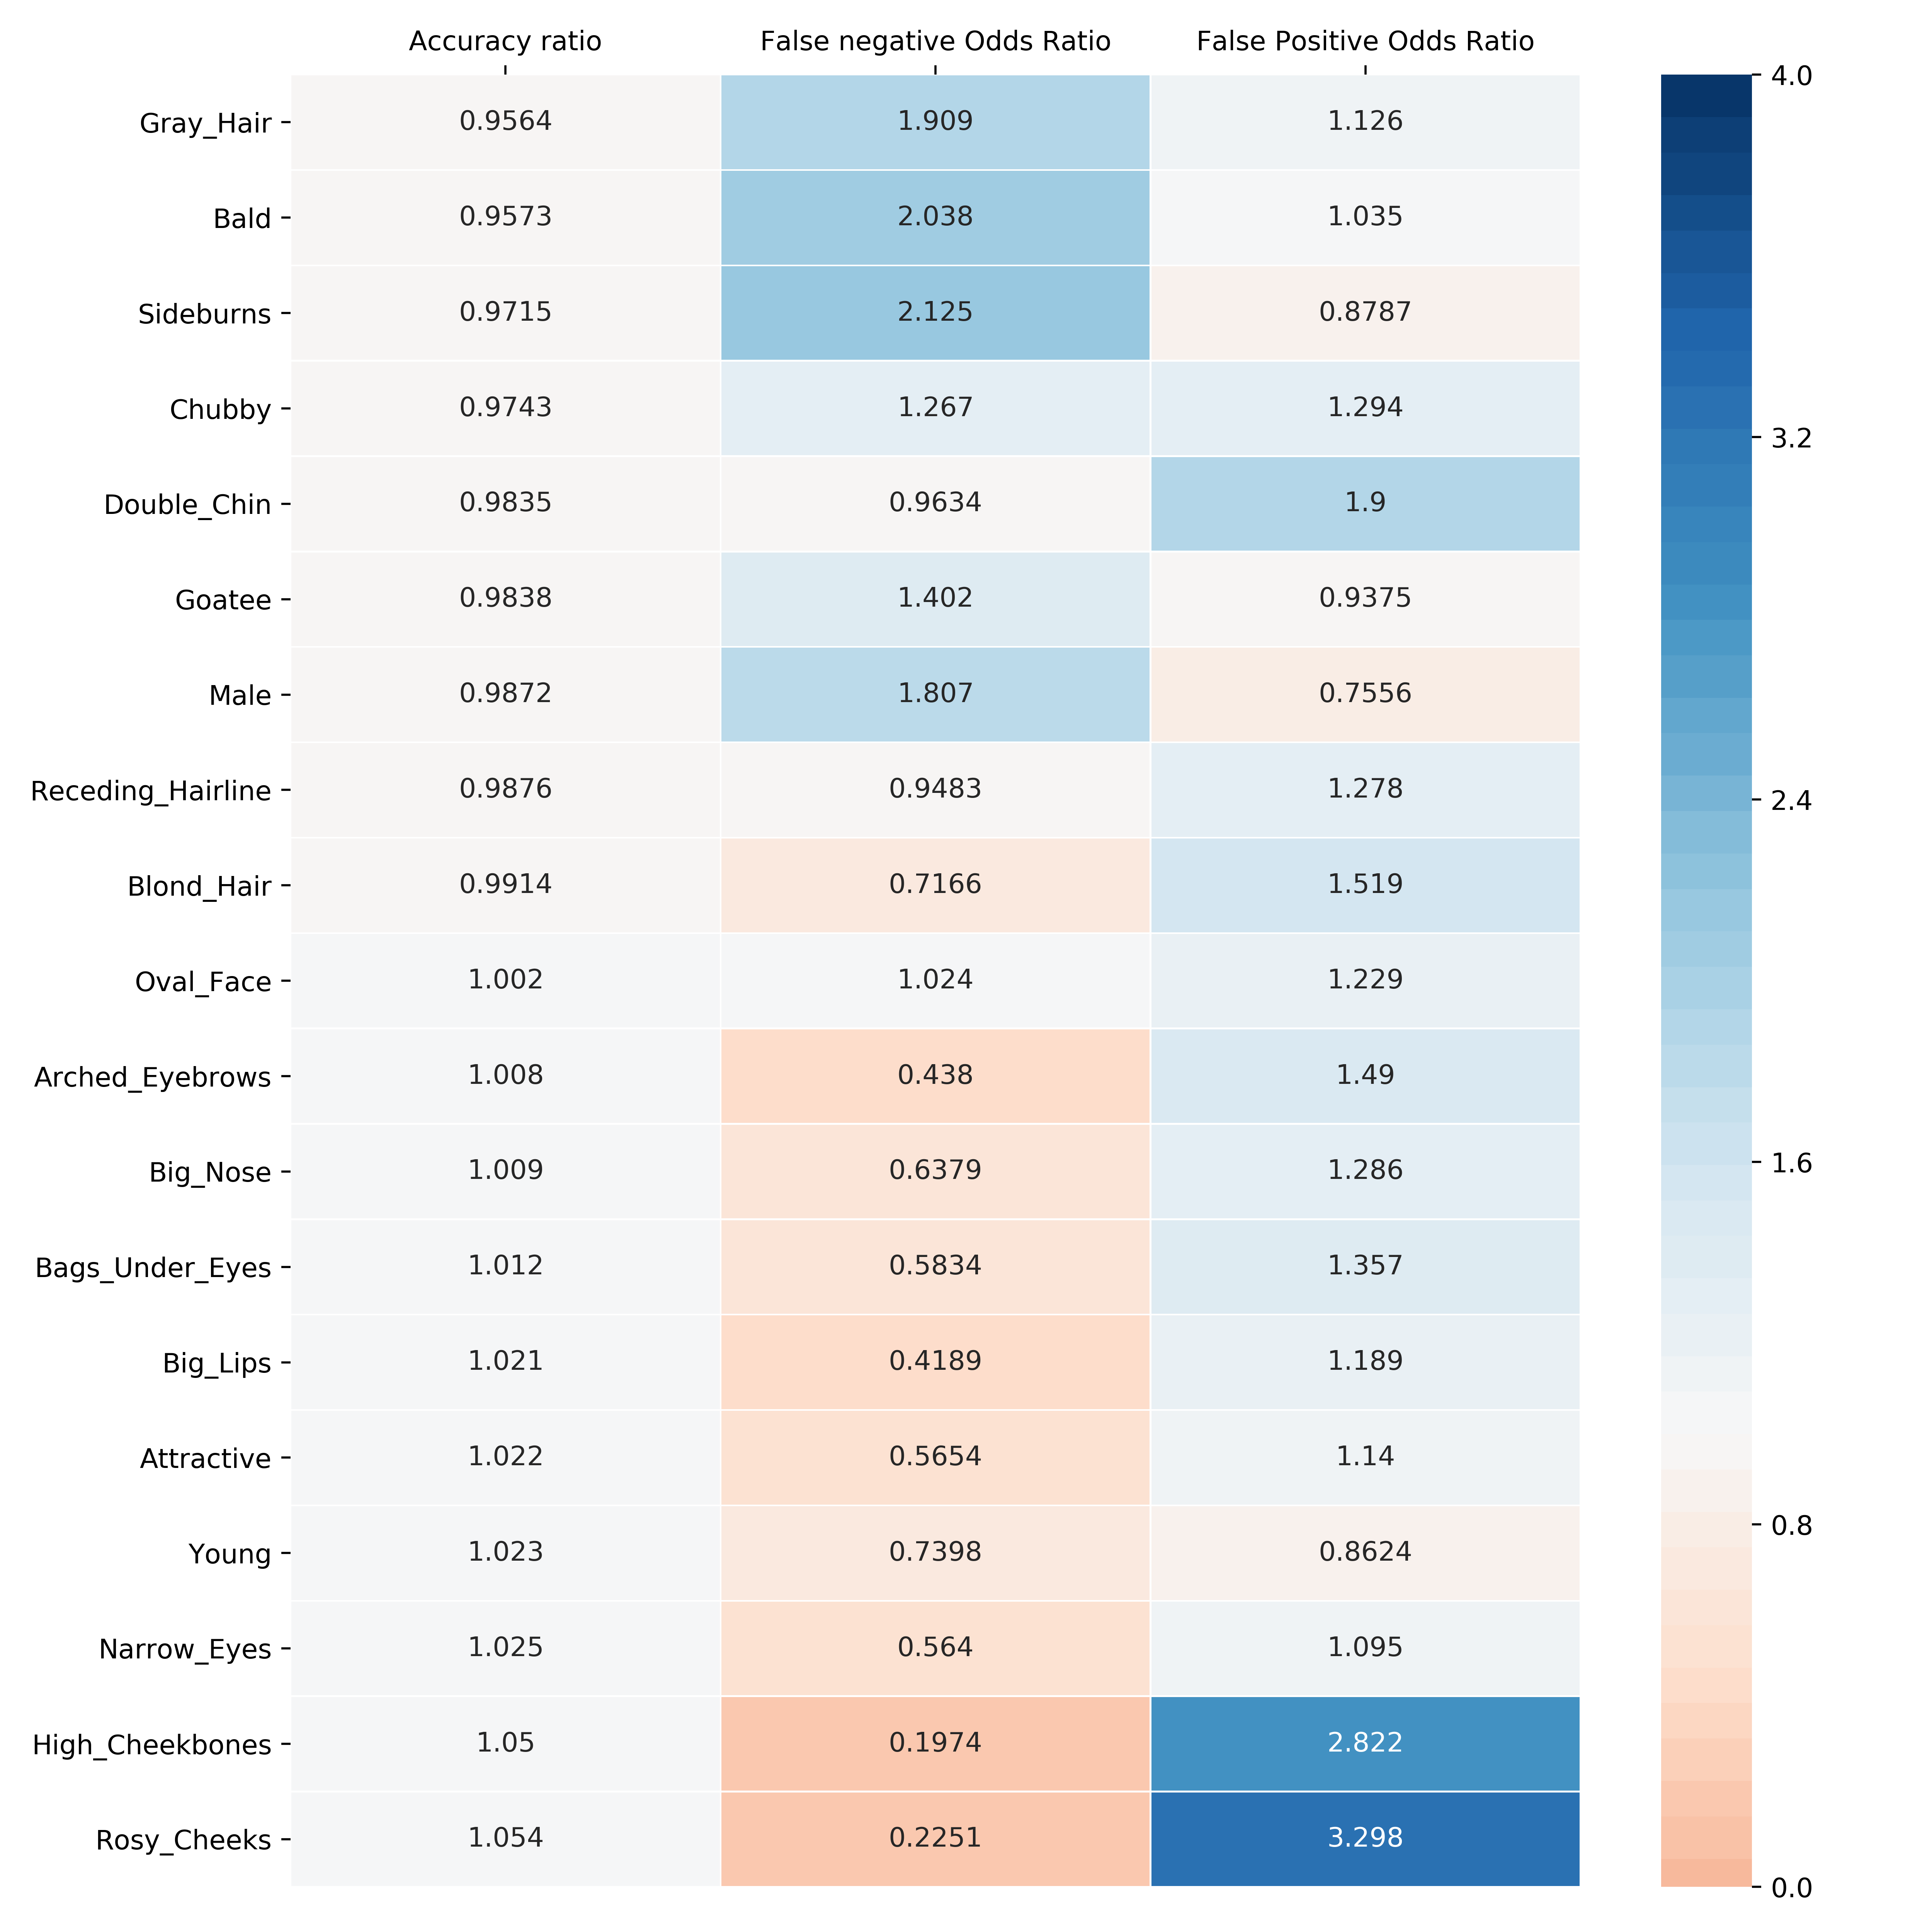 Accuracy ratio False negative Odds Ratio False Positive Odds Ratio
Gray_Hair 0.9564 1.909 1.126
Bald 0.9573 2.038 1.035
Sideburns 0.9715 2.125 0.8787
Chubby 0.9743 1.267 1.294
Double_Chin 0.9835 0.9634 1.9
Goatee 0.9838 1.402 0.9375
Male 0.9872 1.807 0.7556
Receding_Hairline 0.9876 0.9483 1.278
Blond_Hair 0.9914 0.7166 1.519
Oval_Face 1.002 1.024 1.229
Arched_Eyebrows 1.008 0.438 1.49
Big_Nose 1.009 0.6379 1.286
Bags_Under_Eyes 1.012 0.5834 1.357
Big_Lips 1.021 0.4189 1.189
Attractive 1.022 0.5654 1.14
Young 1.023 0.7398 0.8624
Narrow_Eyes 1.025 0.564 1.095
High_Cheekbones 1.05 0.1974 2.822
Rosy_Cheeks 1.054 0.2251 3.298
4.0
3.2
2.4
1.6
0.8
0.0